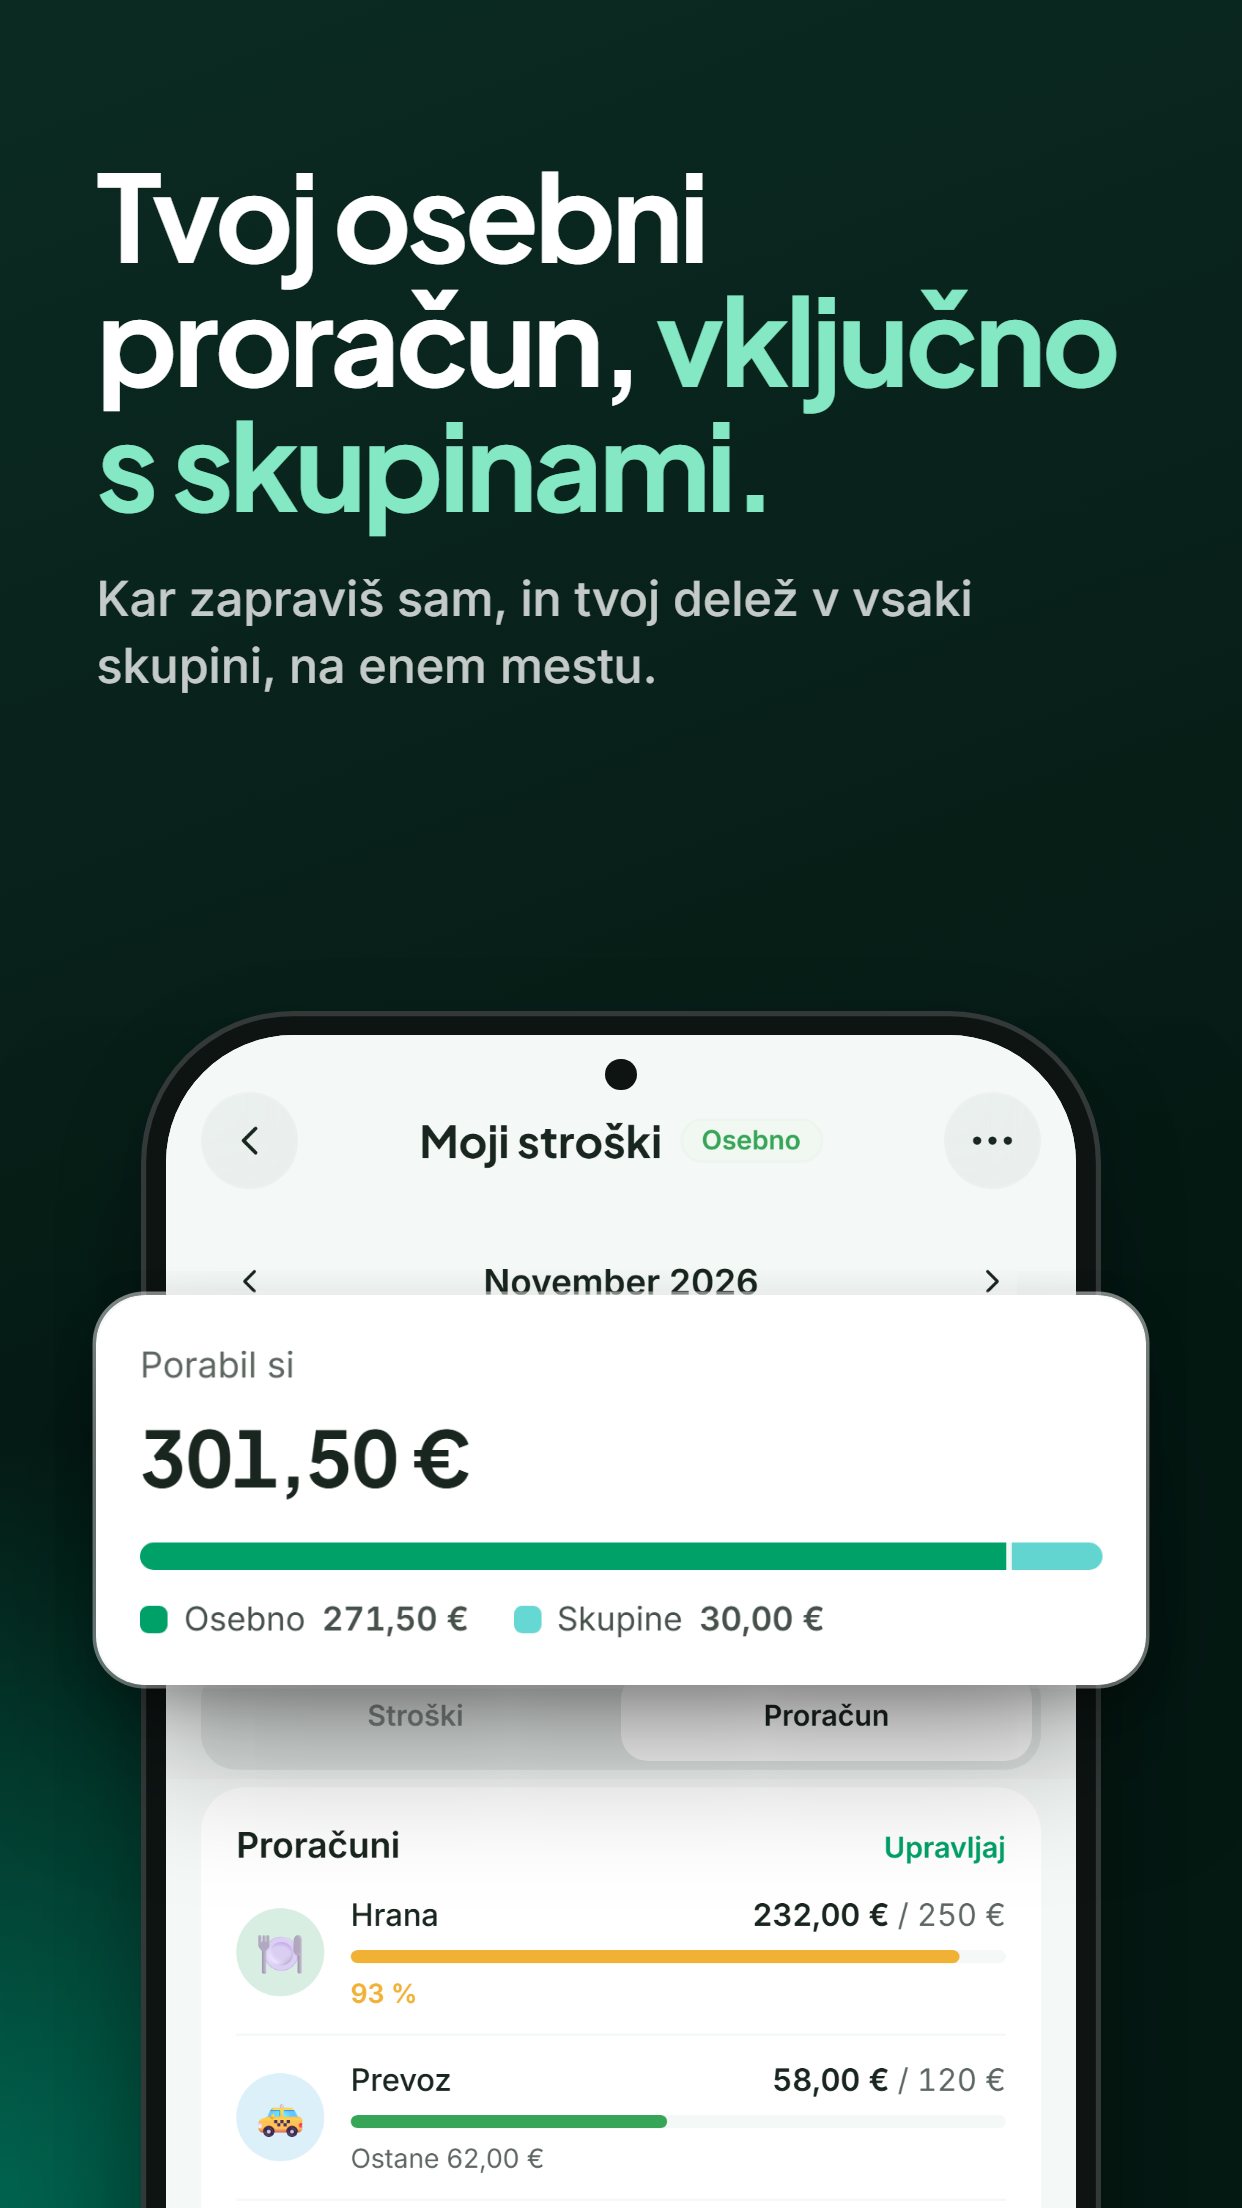 Tvoj osebni
proračun, vključno
s skupinami.
Kar zapraviš sam, in tvoj delež v vsaki
skupini, na enem mestu.
Moji stroški Osebno
November 2026
Porabil si
301,50 €
Osebno 271,50 € Skupine 30,00 €
Stroški Proračun
Proračuni Upravljaj
Hrana 232,00 € / 250 €
93 %
Prevoz 58,00 € / 120 €
Ostane 62,00 €